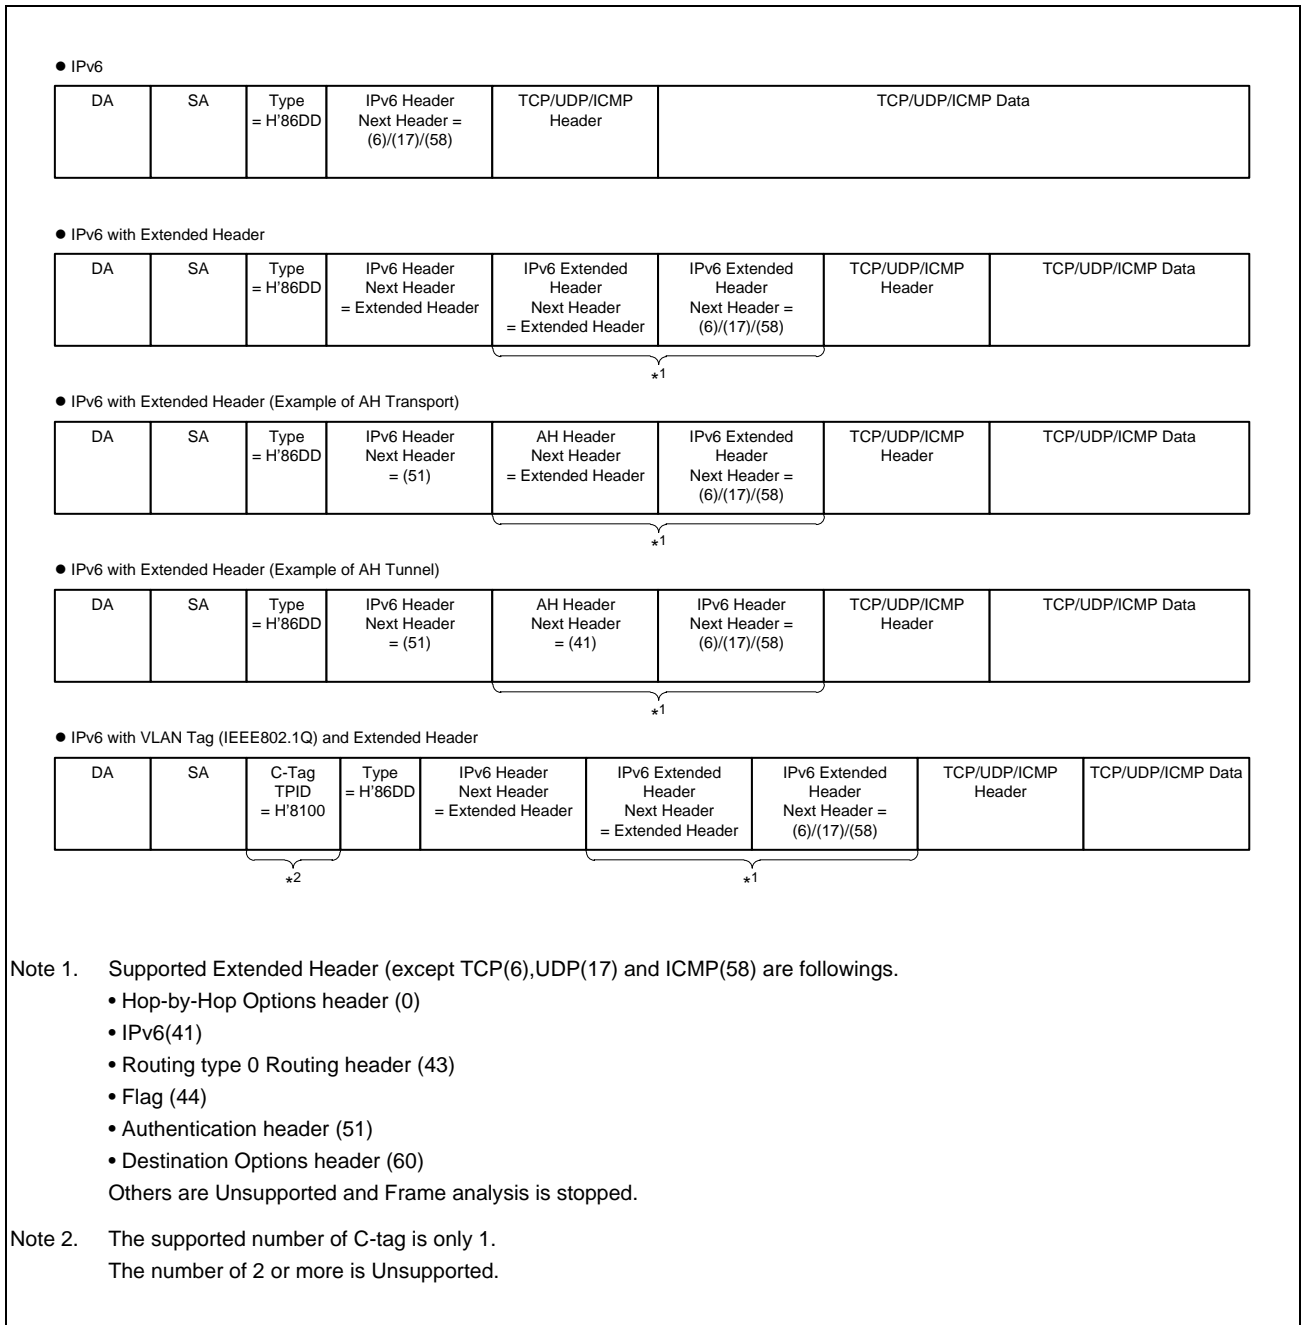 ● IPv6
DA
SA
Type
= H'86DD
IPv6 Header
Next Header =
(6)/(17)/(58)
TCP/UDP/ICMP
Header
TCP/UDP/ICMP Data
● IPv6 with Extended Header
DA
SA
Type
= H'86DD
IPv6 Header
Next Header
= Extended Header
IPv6 Extended
Header
Next Header
= Extended Header
IPv6 Extended
Header
Next Header =
(6)/(17)/(58)
TCP/UDP/ICMP
Header
TCP/UDP/ICMP Data
*1
● IPv6 with Extended Header (Example of AH Transport)
DA
SA
Type
= H'86DD
IPv6 Header
Next Header
= (51)
AH Header
Next Header
= Extended Header
IPv6 Extended
Header
Next Header =
(6)/(17)/(58)
TCP/UDP/ICMP
Header
TCP/UDP/ICMP Data
*1
● IPv6 with Extended Header (Example of AH Tunnel)
DA
SA
Type
= H'86DD
IPv6 Header
Next Header
= (51)
AH Header
Next Header
= (41)
IPv6 Header
Next Header =
(6)/(17)/(58)
TCP/UDP/ICMP
Header
TCP/UDP/ICMP Data
*1
● IPv6 with VLAN Tag (IEEE802.1Q) and Extended Header
DA
SA
C-Tag
TPID
= H'8100
Type
= H'86DD
IPv6 Header
Next Header
= Extended Header
IPv6 Extended
Header
Next Header
= Extended Header
IPv6 Extended
Header
Next Header =
(6)/(17)/(58)
TCP/UDP/ICMP
Header
TCP/UDP/ICMP Data
*2
*1
Note 1. Supported Extended Header (except TCP(6),UDP(17) and ICMP(58) are followings.
• Hop-by-Hop Options header (0)
• IPv6(41)
• Routing type 0 Routing header (43)
• Flag (44)
• Authentication header (51)
• Destination Options header (60)
Others are Unsupported and Frame analysis is stopped.
Note 2. The supported number of C-tag is only 1.
The number of 2 or more is Unsupported.